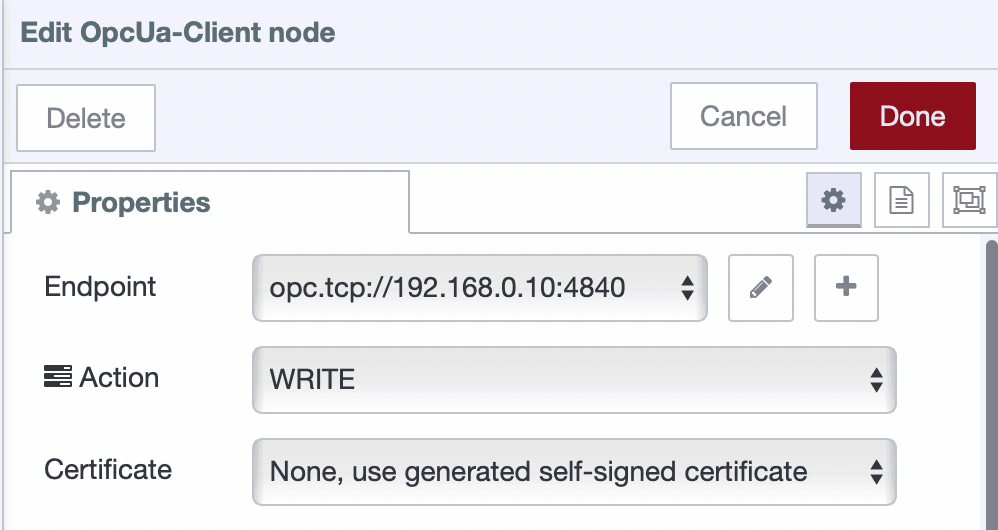 Edit OpcUa-Client node
Delete
Cancel
Done
Properties
Endpoint
opc.tcp://192.168.0.10:4840
Action
WRITE
Certificate
None, use generated self-signed certificate